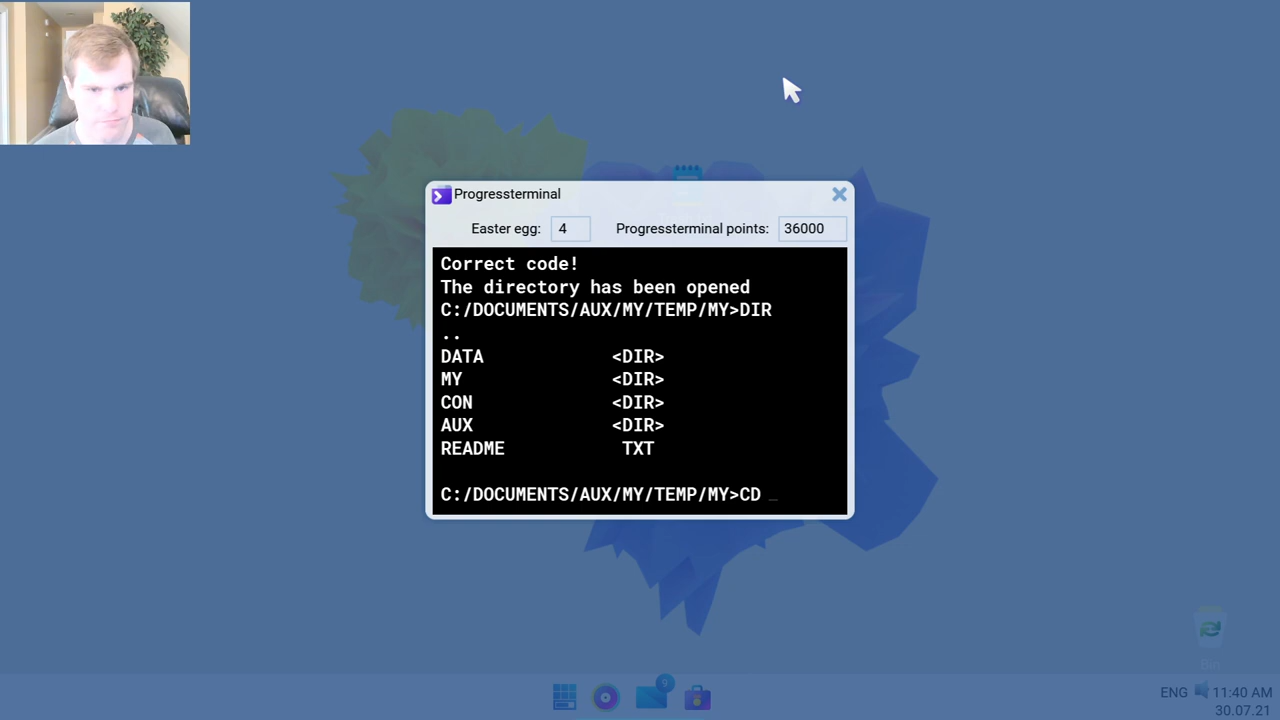 Progressterminal
Easter egg: 4 Progressterminal points: 36000
Correct code!
The directory has been opened
C:/DOCUMENTS/AUX/MY/TEMP/MY>DIR
..
DATA <DIR>
MY <DIR>
CON <DIR>
AUX <DIR>
README TXT
C:/DOCUMENTS/AUX/MY/TEMP/MY>CD _
Bin
9
ENG 11:40 AM
30.07.21